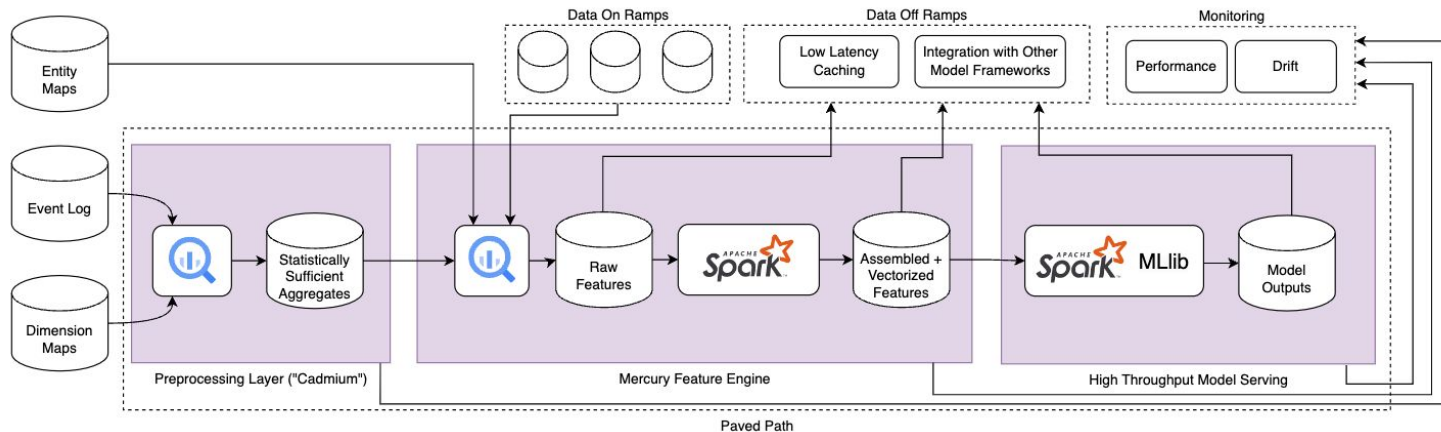 Data On Ramps
Data Off Ramps
Monitoring
Entity
Maps
Low Latency
Caching
Integration with Other
Model Frameworks
Performance
Drift
Event Log
Dimension
Maps
Statistically
Sufficient
Aggregates
Raw
Features
APACHE
Spark
TM
Assembled +
Vectorized
Features
APACHE
Spark
TM
MLlib
Model
Outputs
Preprocessing Layer ("Cadmium")
Mercury Feature Engine
High Throughput Model Serving
Paved Path